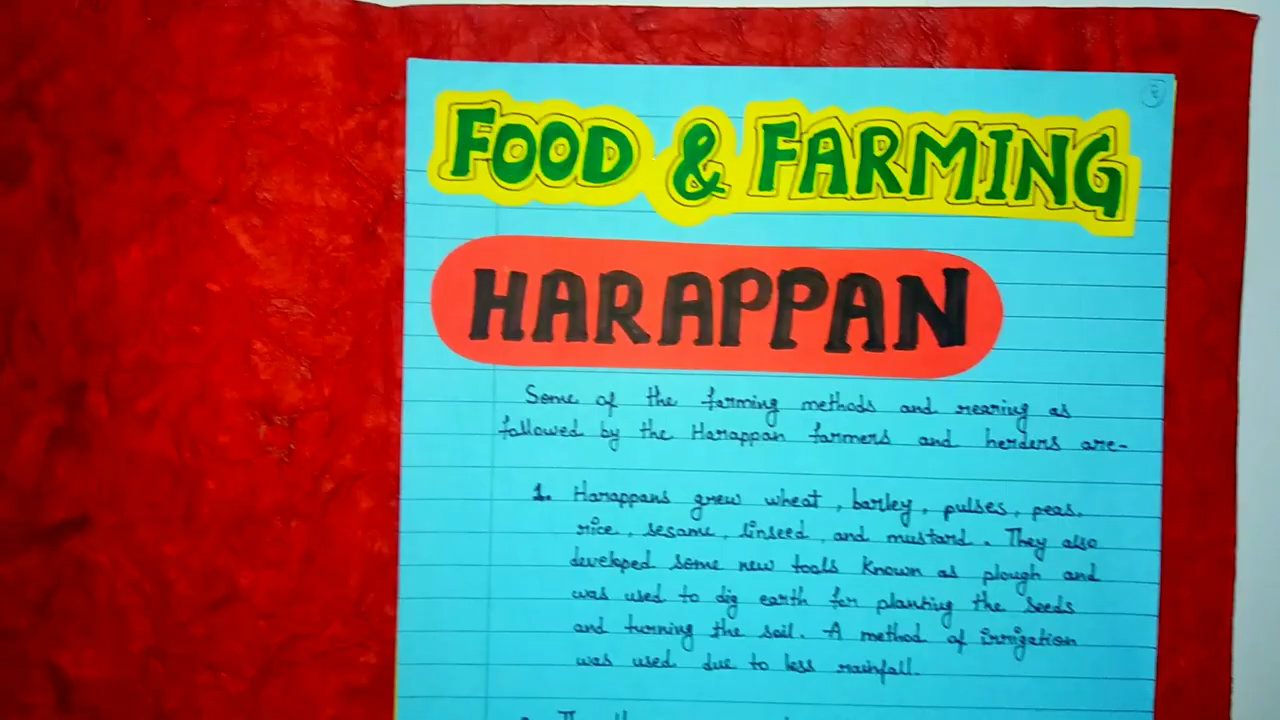 FOOD & FARMING
HARAPPAN
Some of the farming methods and rearing as
followed by the Harappan farmers and herders are-
1. Harappans grew wheat, barley, pulses, peas.
rice, sesame, linseed, and mustard. They also
developed some new tools known as plough and
was used to dig earth for planting the seeds
and turning the soil. A method of irrigation
was used due to less rainfall.